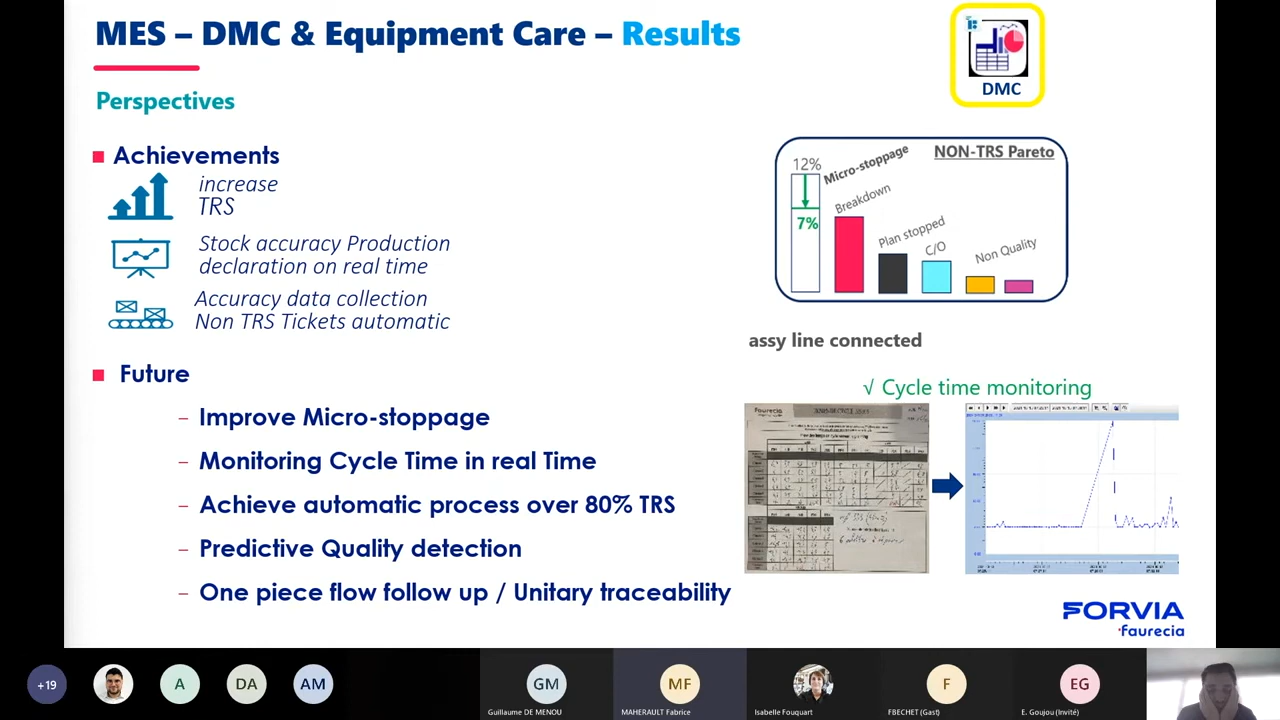 MES – DMC & Equipment Care – Results
DMC
Perspectives
Achievements
increase
TRS
Stock accuracy Production
declaration on real time
Accuracy data collection
Non TRS Tickets automatic
NON-TRS Pareto
12%
7%
Micro-stoppage
Breakdown
Plan stopped
C/O
Non Quality
assy line connected
√ Cycle time monitoring
Future
– Improve Micro-stoppage
– Monitoring Cycle Time in real Time
– Achieve automatic process over 80% TRS
– Predictive Quality detection
– One piece flow follow up / Unitary traceability
faurecia
FORVIA
faurecia
+19
A
DA
AM
GM
Guillaume DE MENOU
MF
MAHERAULT Fabrice
Isabelle Fouquart
F
FBECHET (Gast)
EG
E. Goujou (Invité)